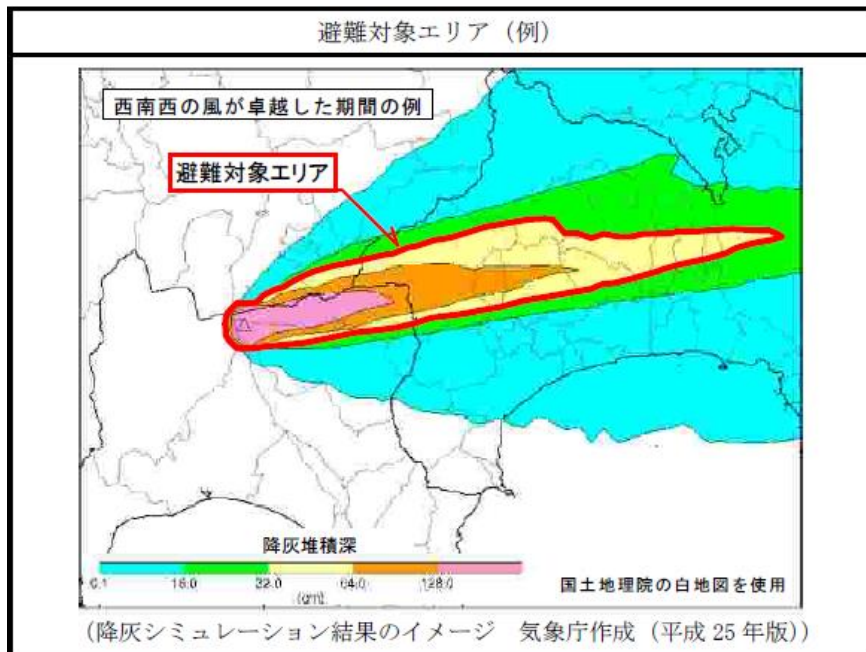 避難対象エリア（例）
西南西の風が卓越した期間の例
避難対象エリア
降灰堆積深
0.1 16.0 32.0 64.0 128.0
(cm)
国土地理院の白地図を使用
（降灰シミュレーション結果のイメージ　気象庁作成（平成 25 年版））